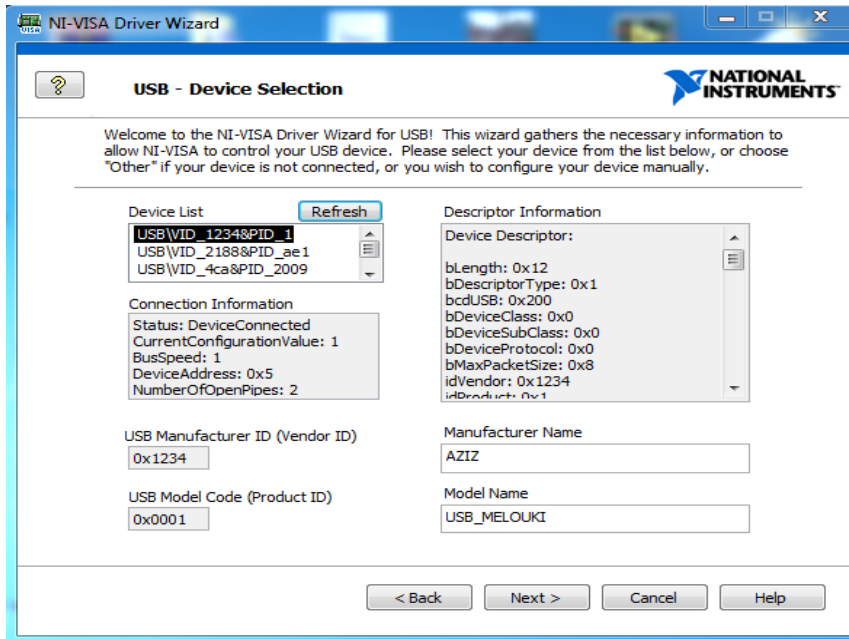 VISA
NI-VISA Driver Wizard
?
USB - Device Selection
NATIONAL
INSTRUMENTS™
Welcome to the NI-VISA Driver Wizard for USB! This wizard gathers the necessary information to
allow NI-VISA to control your USB device. Please select your device from the list below, or choose
"Other" if your device is not connected, or you wish to configure your device manually.
Device List
Refresh
USB\VID_1234&PID_1
USB\VID_2188&PID_ae1
USB\VID_4ca&PID_2009
Connection Information
Status: DeviceConnected
CurrentConfigurationValue: 1
BusSpeed: 1
DeviceAddress: 0x5
NumberOfOpenPipes: 2
Descriptor Information
Device Descriptor:
bLength: 0x12
bDescriptorType: 0x1
bcdUSB: 0x200
bDeviceClass: 0x0
bDeviceSubClass: 0x0
bDeviceProtocol: 0x0
bMaxPacketSize: 0x8
idVendor: 0x1234
idProduct: 0x1
USB Manufacturer ID (Vendor ID)
0x1234
Manufacturer Name
AZIZ
USB Model Code (Product ID)
0x0001
Model Name
USB_MELOUKI
< Back
Next >
Cancel
Help